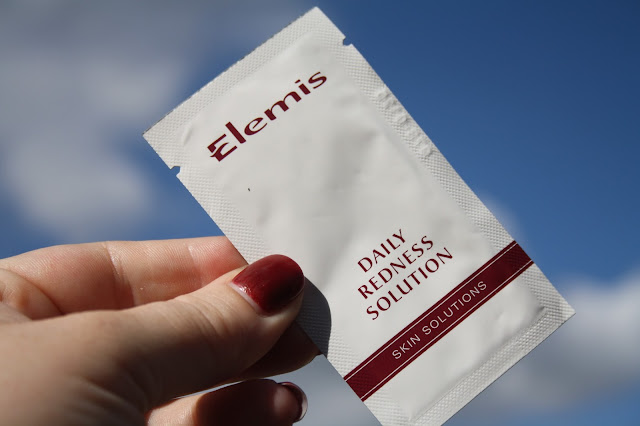 Elemis
DAILY
REDNESS
SOLUTION
SKIN SOLUTIONS